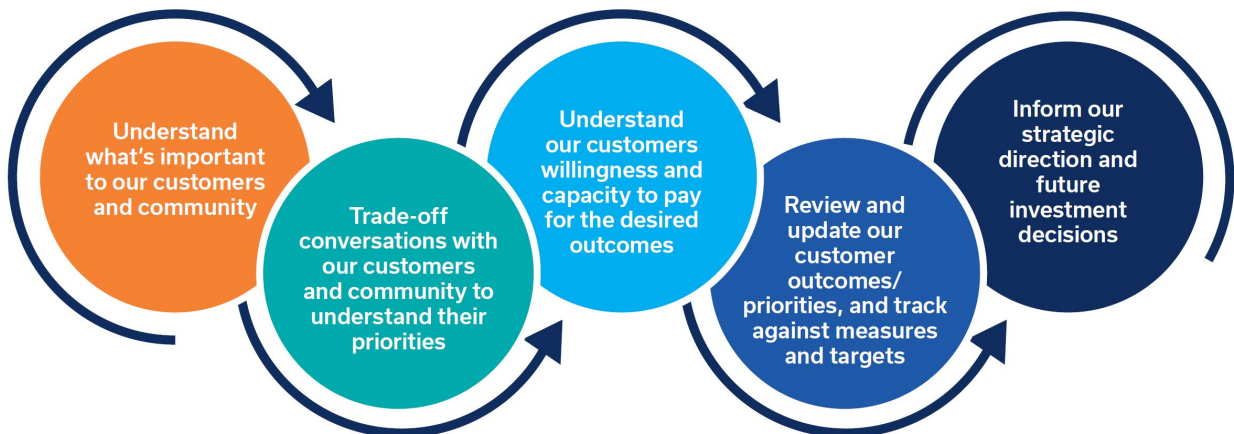 Understand
what's important
to our customers
and community
Trade-off
conversations with
our customers
and community to
understand their
priorities
Understand
our customers
willingness and
capacity to pay
for the desired
outcomes
Review and
update our
customer
outcomes/
priorities, and track
against measures
and targets
Inform our
strategic
direction and
future
investment
decisions